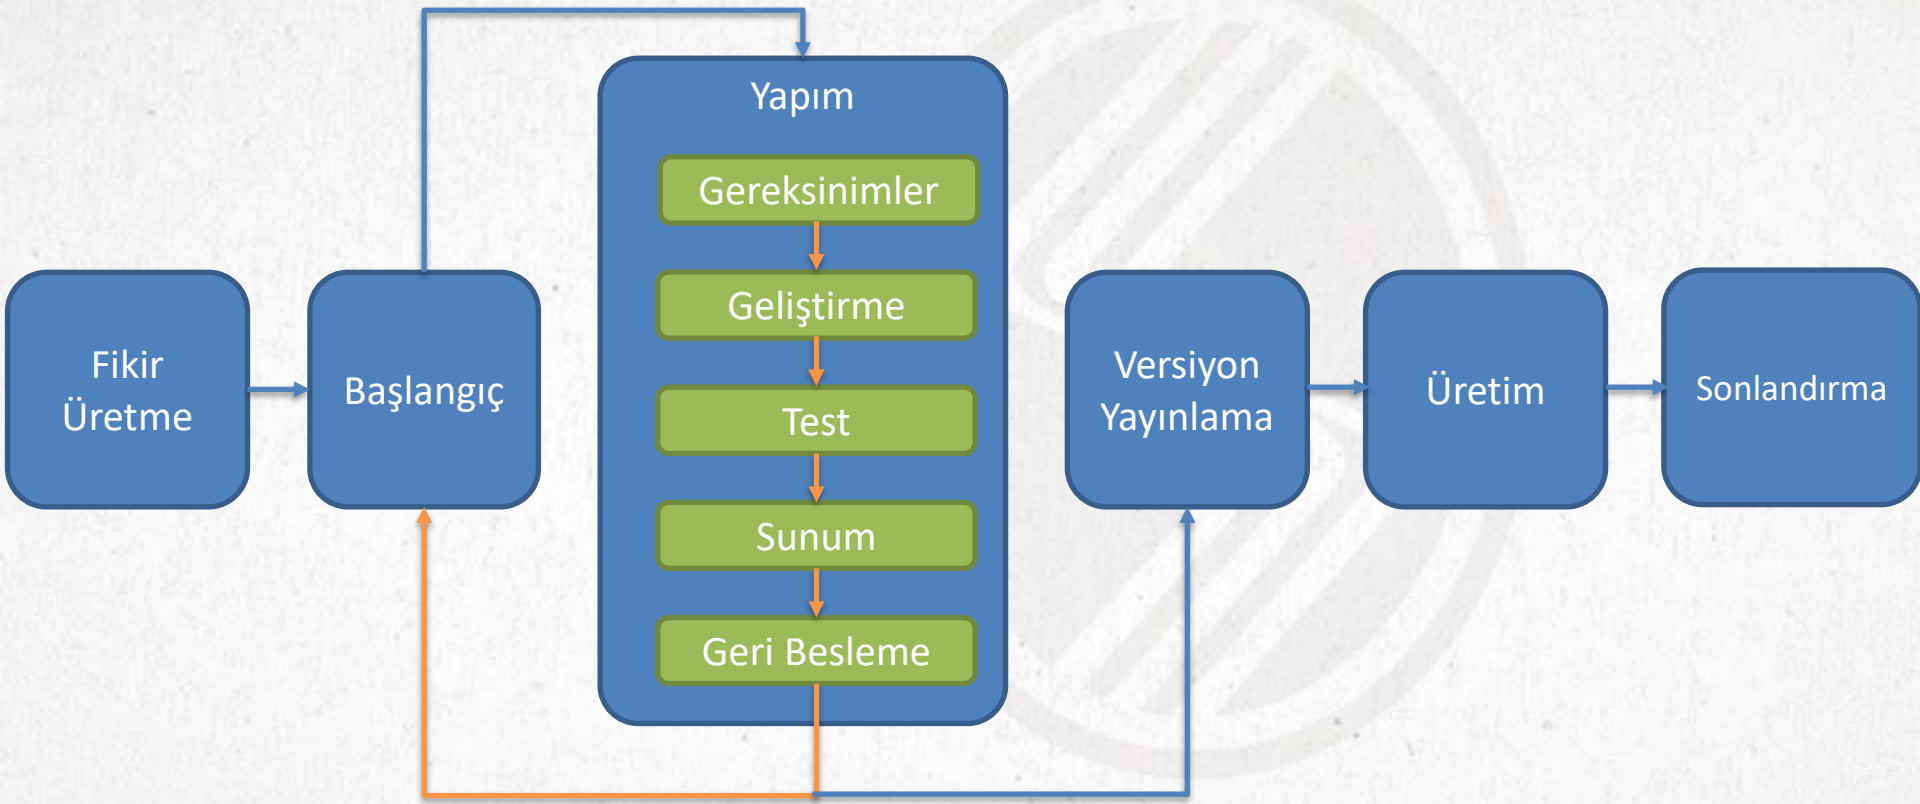 Fikir
Üretme
Başlangıç
Yapım
Gereksinimler
Geliştirme
Test
Sunum
Geri Besleme
Versiyon
Yayınlama
Üretim
Sonlandırma